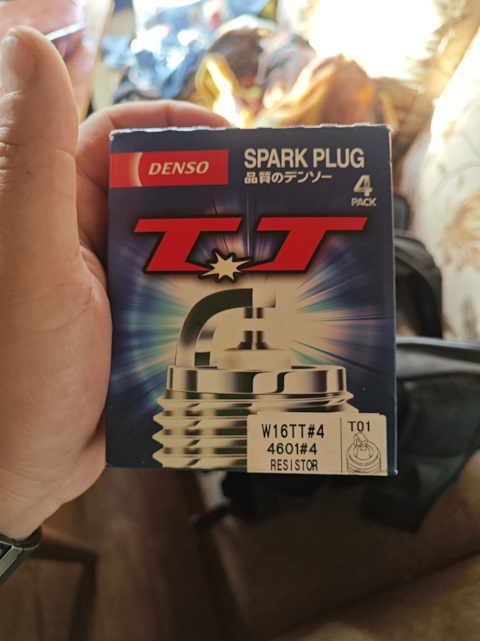 DENSO
SPARK PLUG
品質のデンソー
4
PACK
TT
W16TT#4
4601#4
RESISTOR
T01